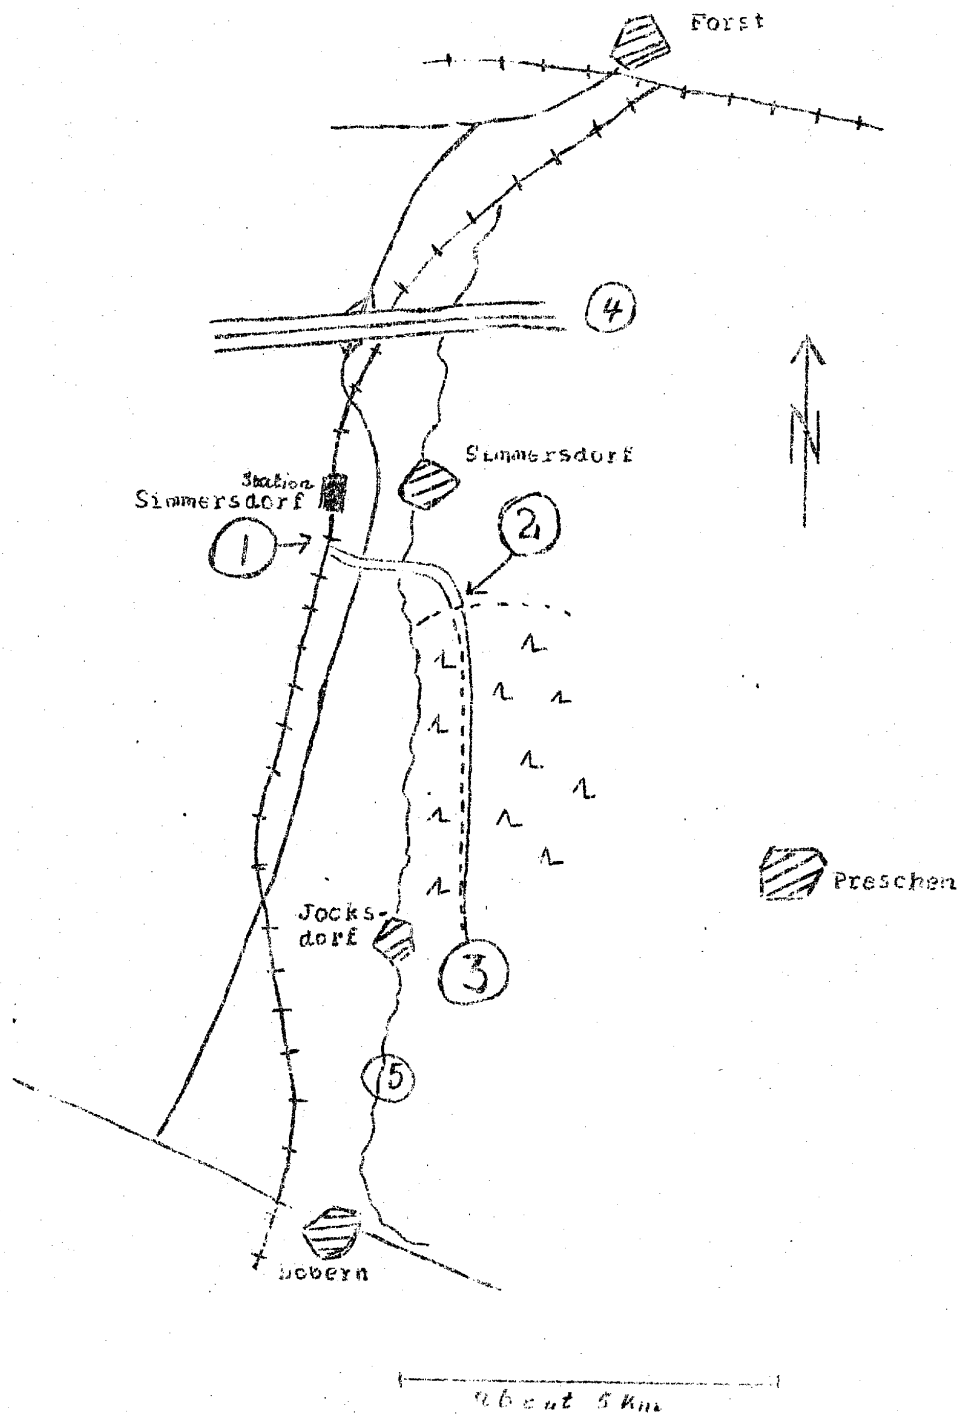 Forst
4
N
Simmersdorf
Station
Simmersdorf
1
2
Preschen
Jocks-
dorf
3
5
Dobern
about 5 Km